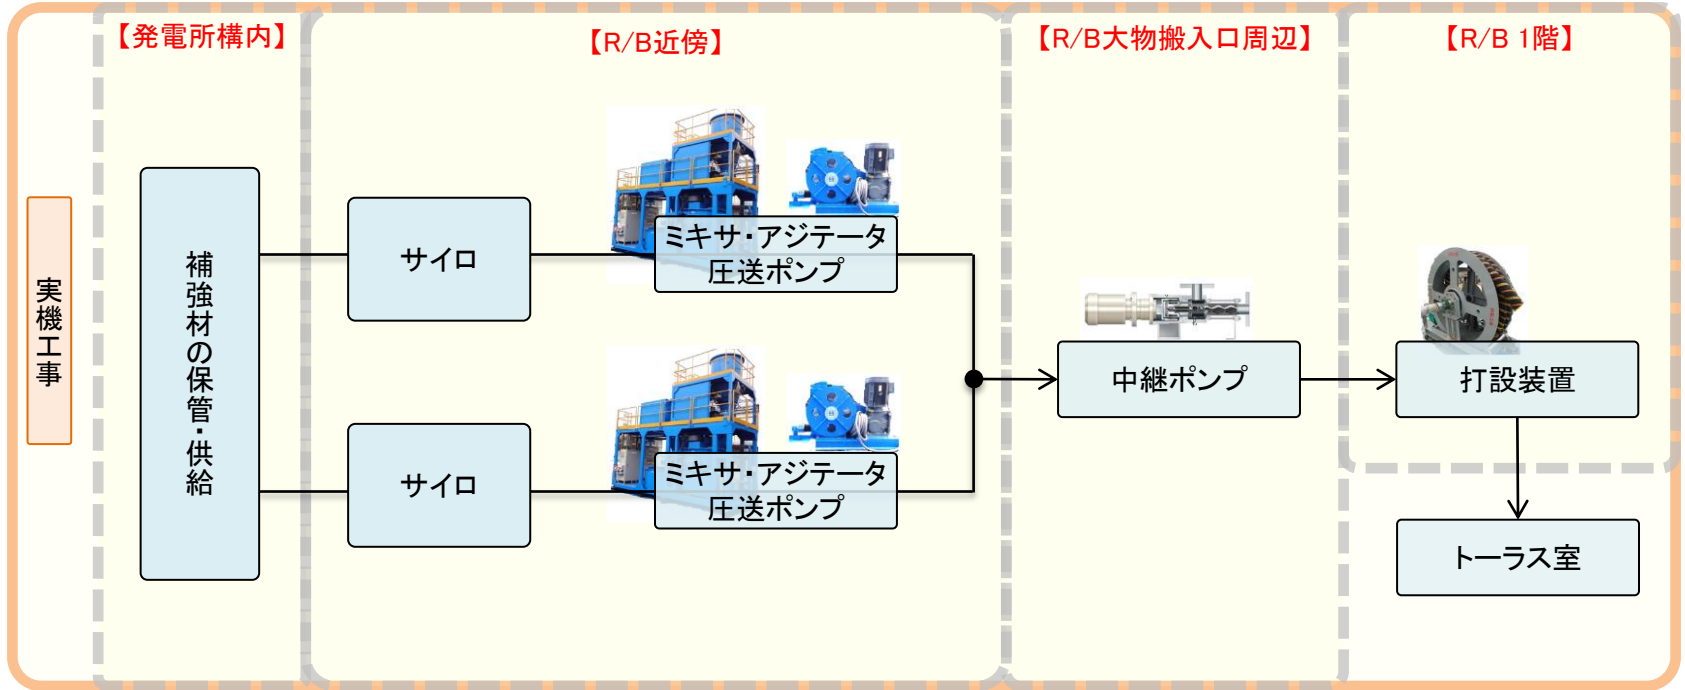 【発電所構内】
【R/B近傍】
【R/B大物搬入口周辺】
【R/B 1階】
実機工事
補強材の保管・供給
サイロ
ミキサ・アジテータ
圧送ポンプ
サイロ
ミキサ・アジテータ
圧送ポンプ
中継ポンプ
打設装置
トーラス室